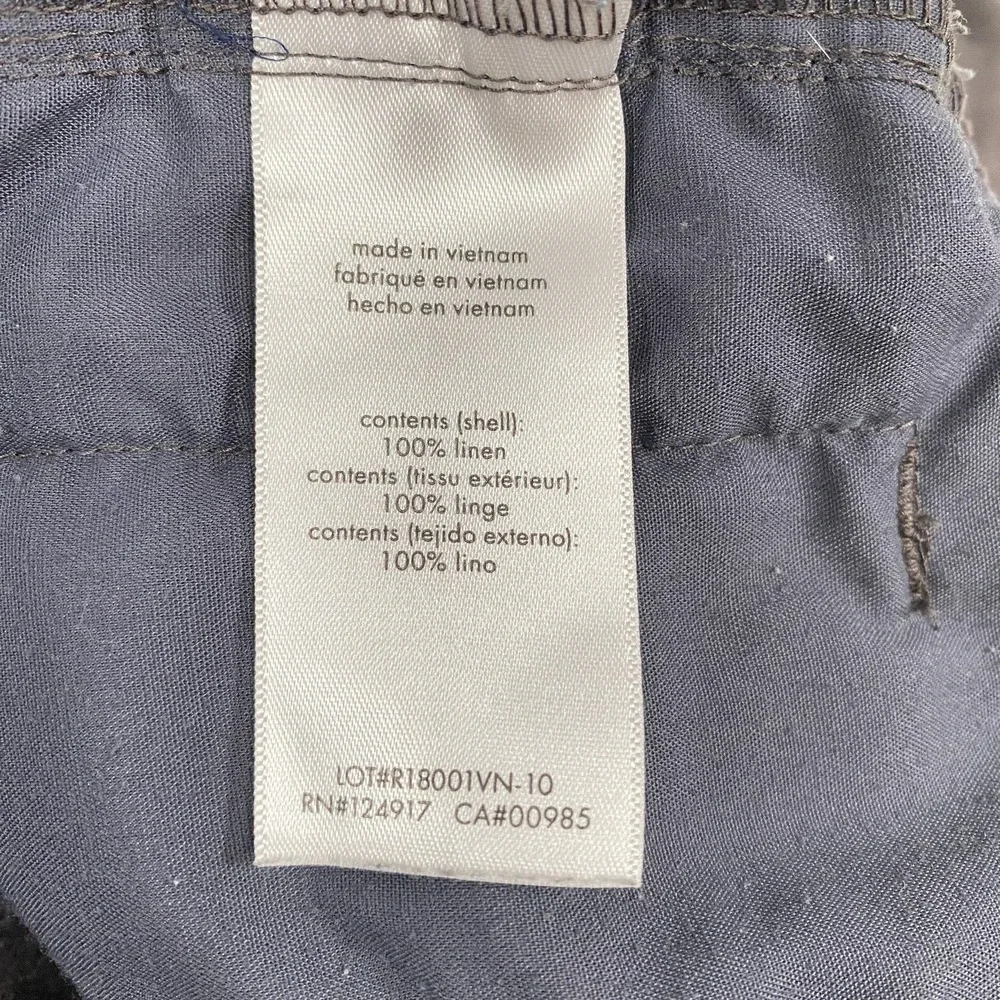 made in vietnam
fabriqué en vietnam
hecho en vietnam
contents (shell):
100% linen
contents (tissu extérieur):
100% linge
contents (tejido externo):
100% lino
LOT#R18001VN-10
RN#124917 CA#00985